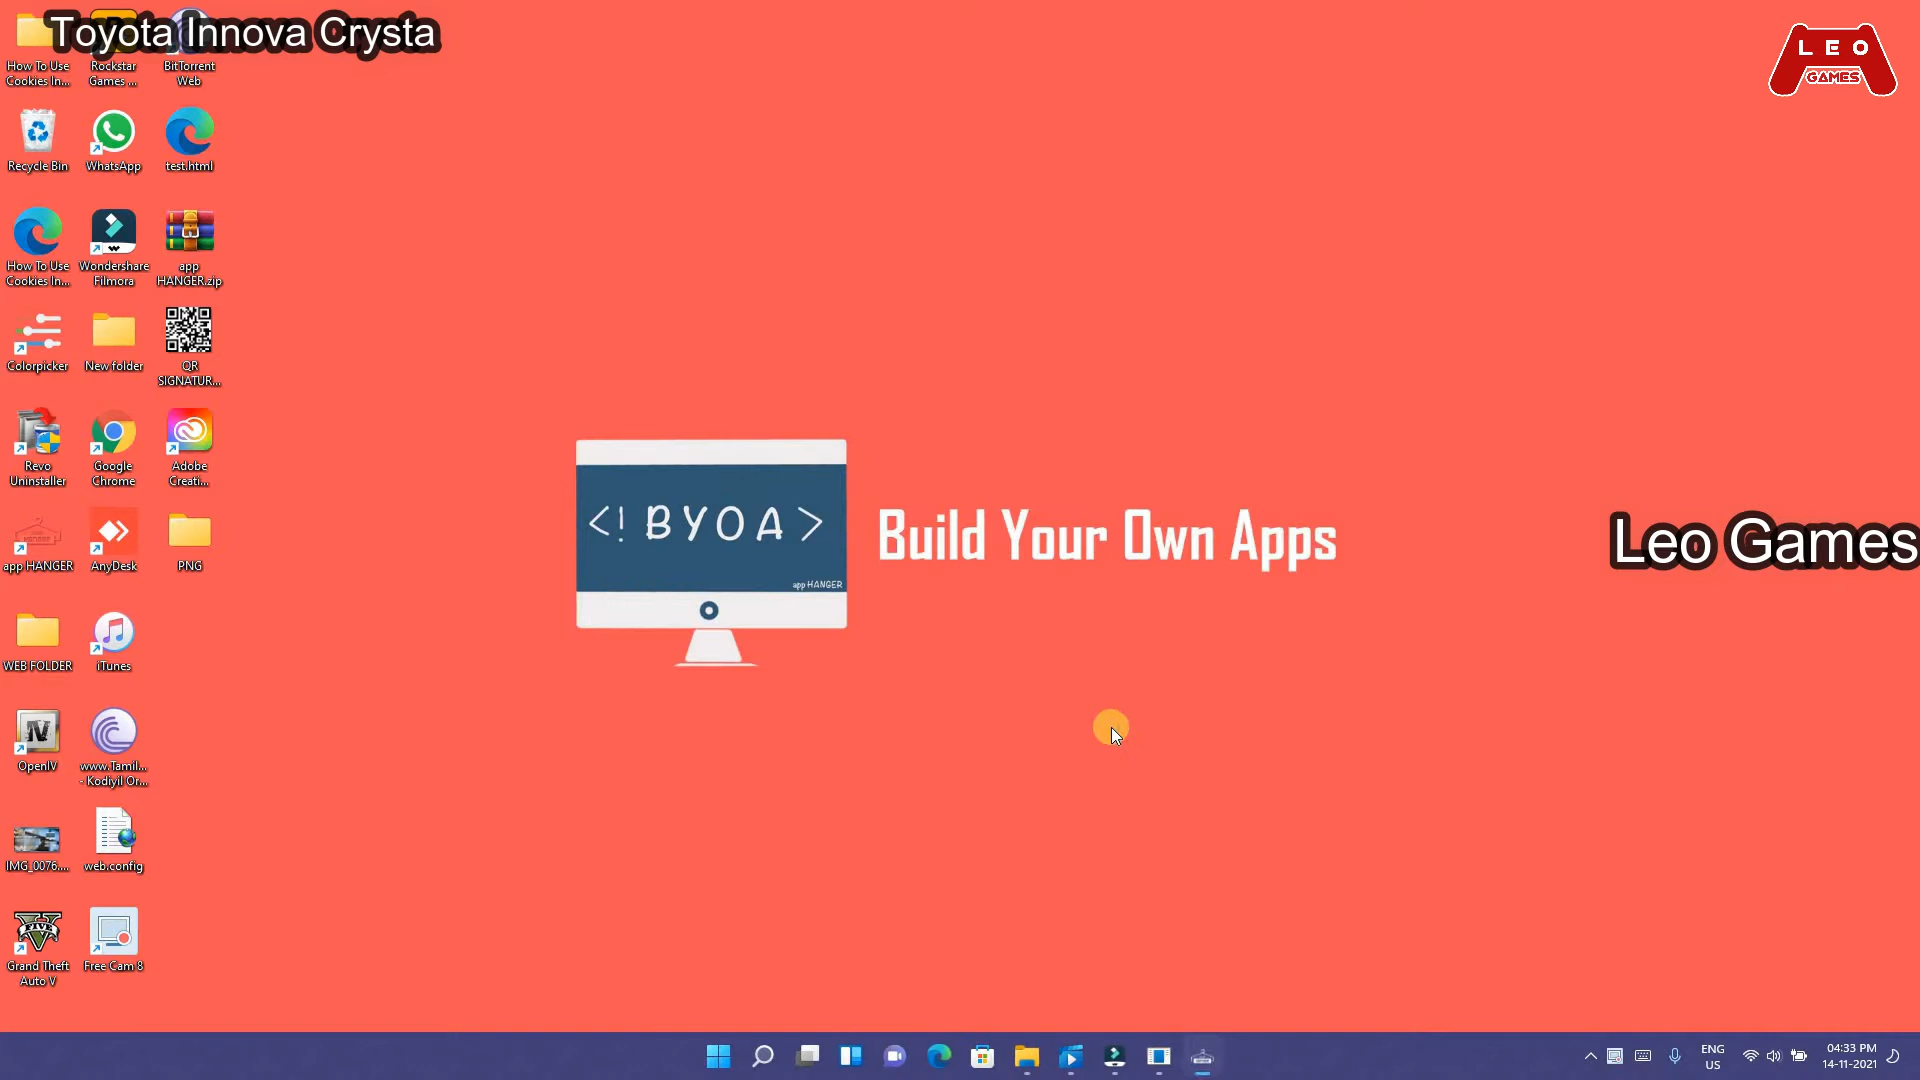 Toyota Innova Crysta
LEO
GAMES
How To Use
Cookies In...
Rockstar
Games ...
BitTorrent
Web
Recycle Bin
WhatsApp
test.html
How To Use
Cookies In...
Wondershare
Filmora
app
HANGER.zip
Colorpicker
New folder
QR
SIGNATUR...
Revo
Uninstaller
Google
Chrome
Adobe
Creati...
app HANGER
AnyDesk
PNG
<! BYOA >
app HANGER
Build Your Own Apps
Leo Games
WEB FOLDER
iTunes
OpenIV
www.Tamil...
- Kodiyil Or...
IMG_0076....
web.config
FIVE
Grand Theft
Auto V
Free Cam 8
ENG
US
04:33 PM
14-11-2021